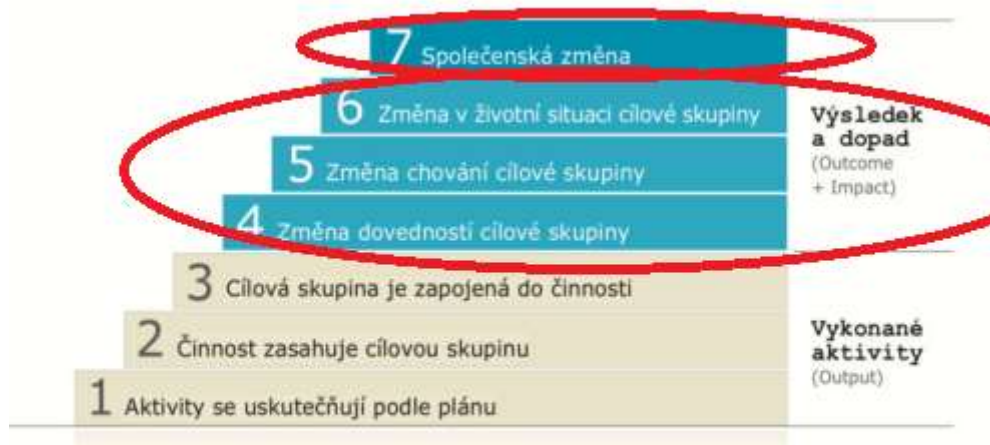 7 Společenská změna
6 Změna v životní situaci cílové skupiny
5 Změna chování cílové skupiny
4 Změna dovedností cílové skupiny
3 Cílová skupina je zapojená do činnosti
2 Činnost zasahuje cílovou skupinu
1 Aktivity se uskutečňují podle plánu
Výsledek
a dopad
(Outcome
+ Impact)
Vykonané
aktivity
(Output)